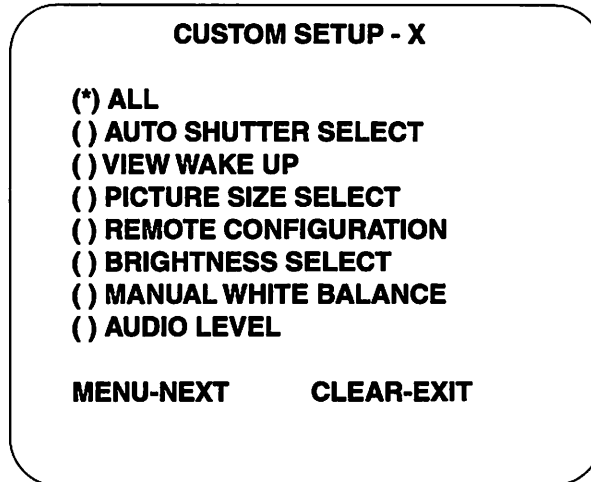 CUSTOM SETUP - X
(*) ALL
( ) AUTO SHUTTER SELECT
( ) VIEW WAKE UP
( ) PICTURE SIZE SELECT
( ) REMOTE CONFIGURATION
( ) BRIGHTNESS SELECT
( ) MANUAL WHITE BALANCE
( ) AUDIO LEVEL
MENU-NEXT CLEAR-EXIT